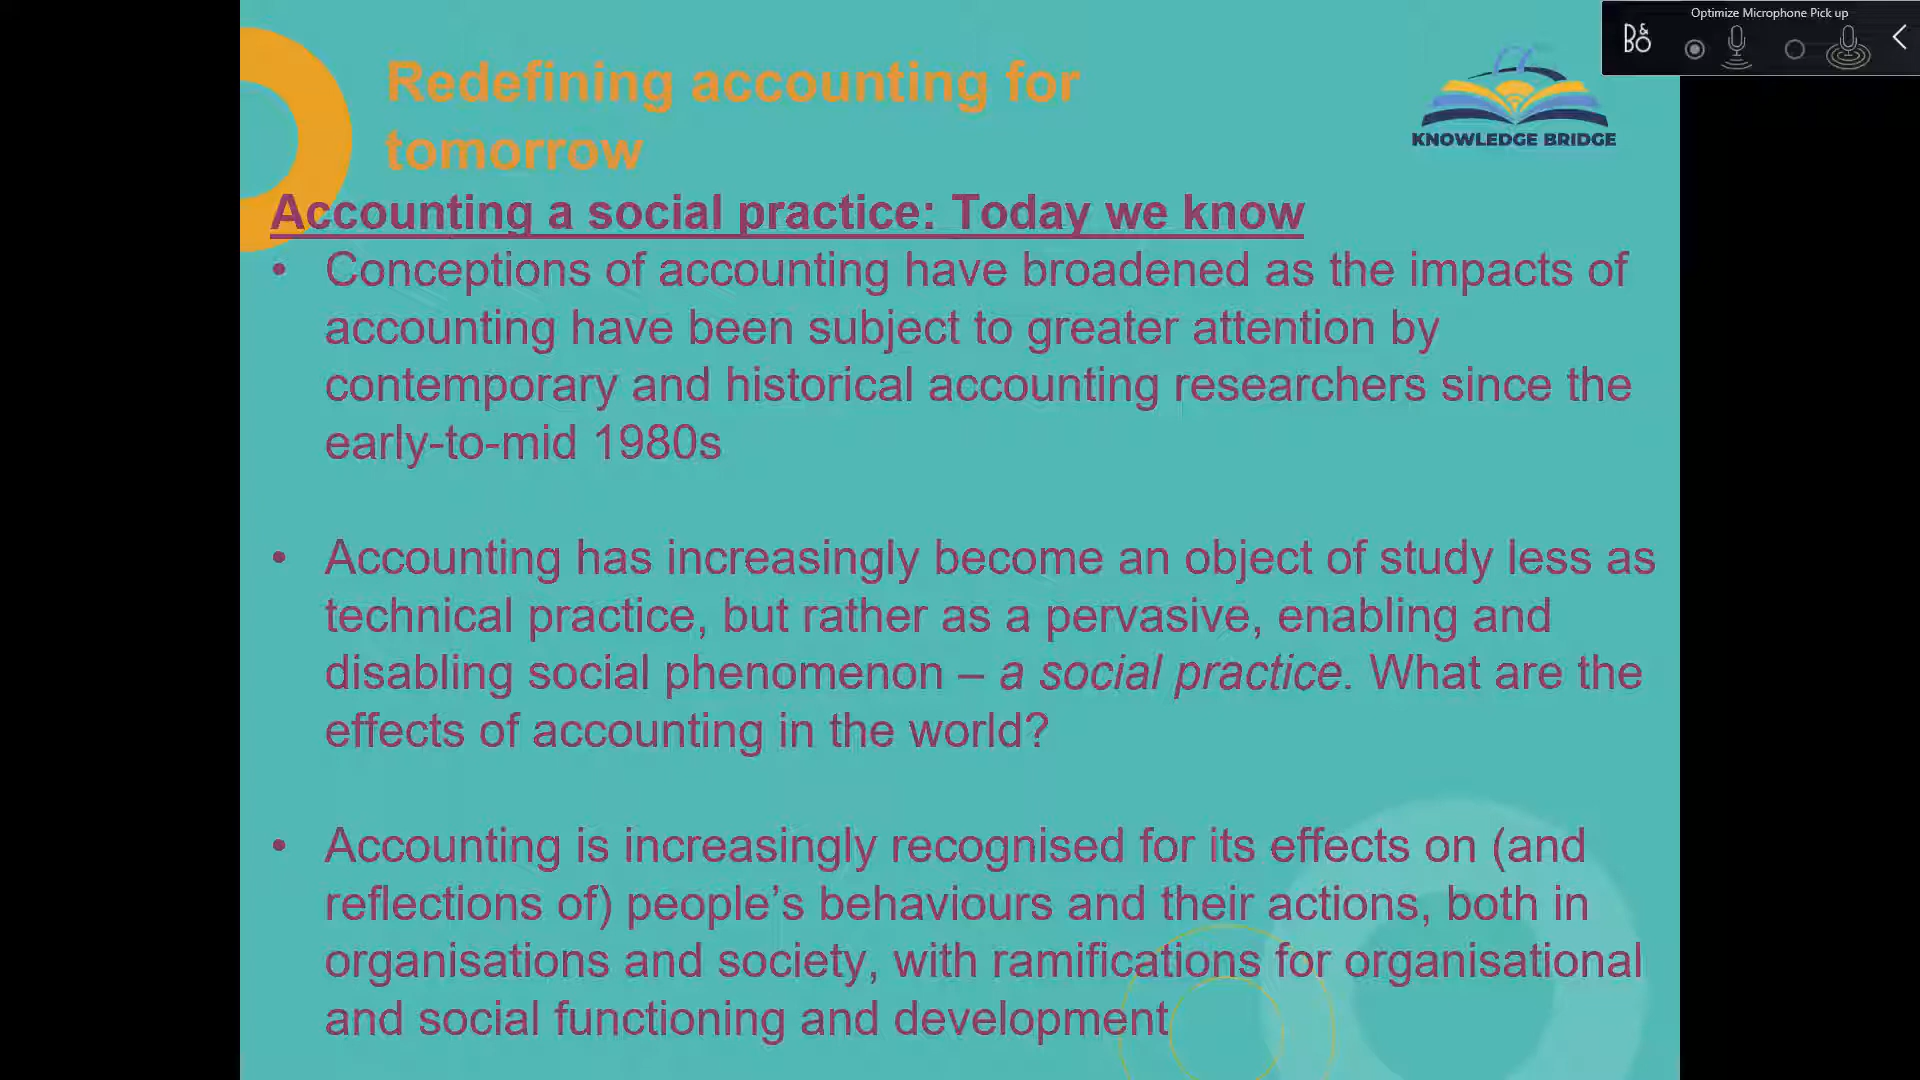 Optimize Microphone Pick up
B&O
Redefining accounting for
tomorrow
KNOWLEDGE BRIDGE
Accounting a social practice: Today we know
• Conceptions of accounting have broadened as the impacts of
accounting have been subject to greater attention by
contemporary and historical accounting researchers since the
early-to-mid 1980s
• Accounting has increasingly become an object of study less as
technical practice, but rather as a pervasive, enabling and
disabling social phenomenon – a social practice. What are the
effects of accounting in the world?
• Accounting is increasingly recognised for its effects on (and
reflections of) people’s behaviours and their actions, both in
organisations and society, with ramifications for organisational
and social functioning and development